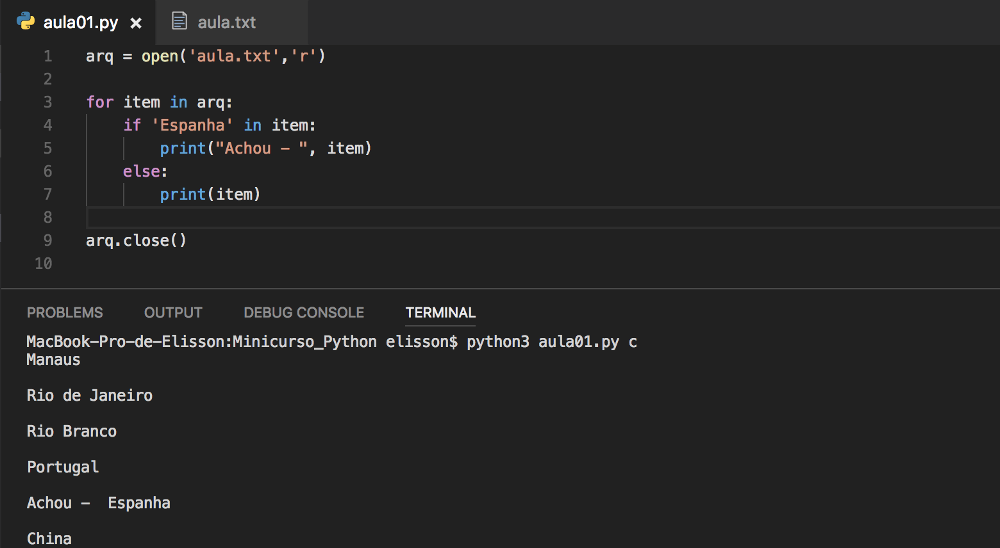 aula01.py × aula.txt
1 arq = open('aula.txt','r')
2
3 for item in arq:
4 if 'Espanha' in item:
5 print("Achou - ", item)
6 else:
7 print(item)
8
9 arq.close()
10
PROBLEMS OUTPUT DEBUG CONSOLE TERMINAL
MacBook-Pro-de-Elisson:Minicurso_Python elisson$ python3 aula01.py c
Manaus
Rio de Janeiro
Rio Branco
Portugal
Achou -  Espanha
China